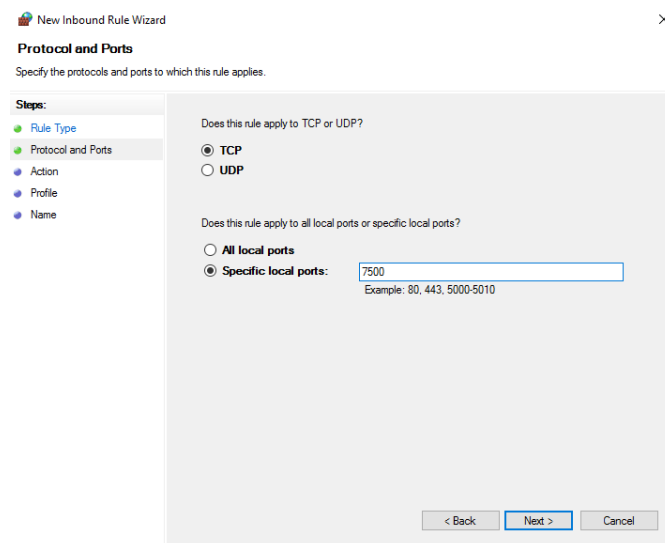 New Inbound Rule Wizard
Protocol and Ports
Specify the protocols and ports to which this rule applies.
Steps:
Rule Type
Protocol and Ports
Action
Profile
Name
Does this rule apply to TCP or UDP?
TCP
UDP
Does this rule apply to all local ports or specific local ports?
All local ports
Specific local ports: 7500
Example: 80, 443, 5000-5010
< Back Next > Cancel